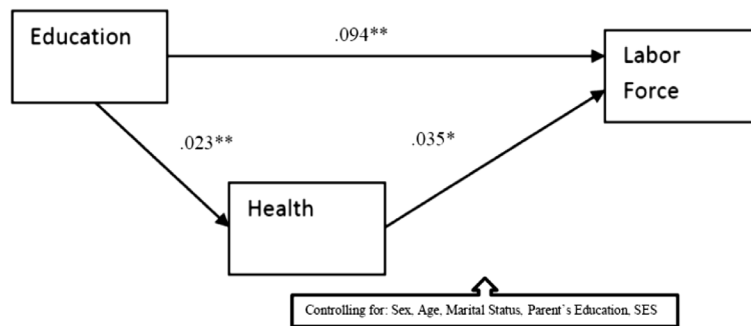 Education
.094**
Labor
Force
.023**
.035*
Health
Controlling for: Sex, Age, Marital Status, Parent`s Education, SES